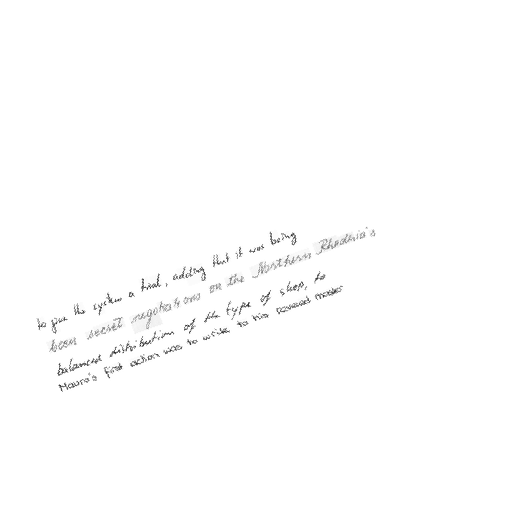 to give the system a trial, adding that it was being
been secret negotiations on the Northern Rhodesia's
balanced distribution of the type of shop, to
Mauro's first action was to write to his revered master